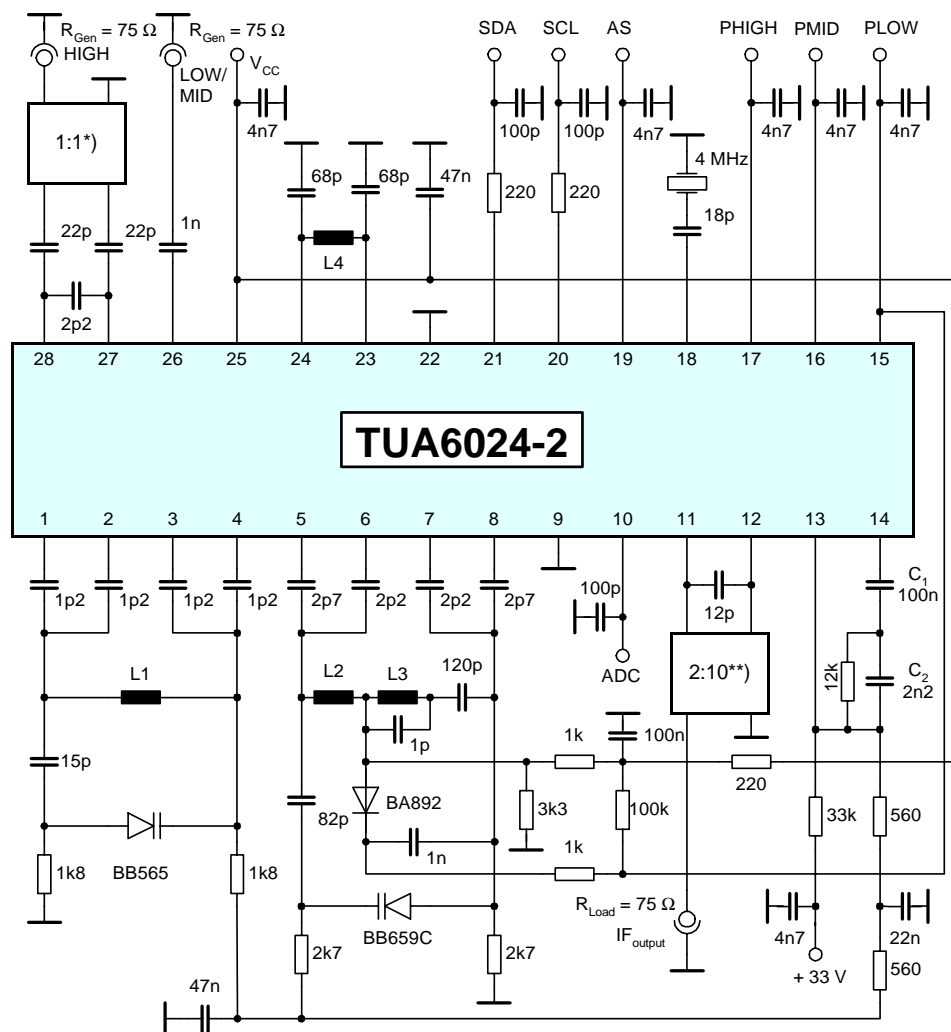 R_Gen = 75 Ω
HIGH
R_Gen = 75 Ω
LOW/
MID
V_CC
SDA
SCL
AS
PHIGH
PMID
PLOW
4n7
100p
100p
4n7
4n7
4n7
4n7
1:1*)
68p
68p
47n
220
220
4 MHz
18p
22p
22p
1n
L4
2p2
28
27
26
25
24
23
22
21
20
19
18
17
16
15
TUA6024-2
1
2
3
4
5
6
7
8
9
10
11
12
13
14
1p2
1p2
1p2
1p2
2p7
2p2
2p2
2p7
100p
12p
C_1
100n
ADC
2:10**)
12k
C_2
2n2
L1
L2
L3
120p
1p
100n
1k
220
15p
BA892
82p
3k3
100k
33k
560
1n
1k
1k8
BB565
1k8
R_Load = 75 Ω
IF_output
BB659C
2k7
2k7
4n7
+ 33 V
22n
560
47n